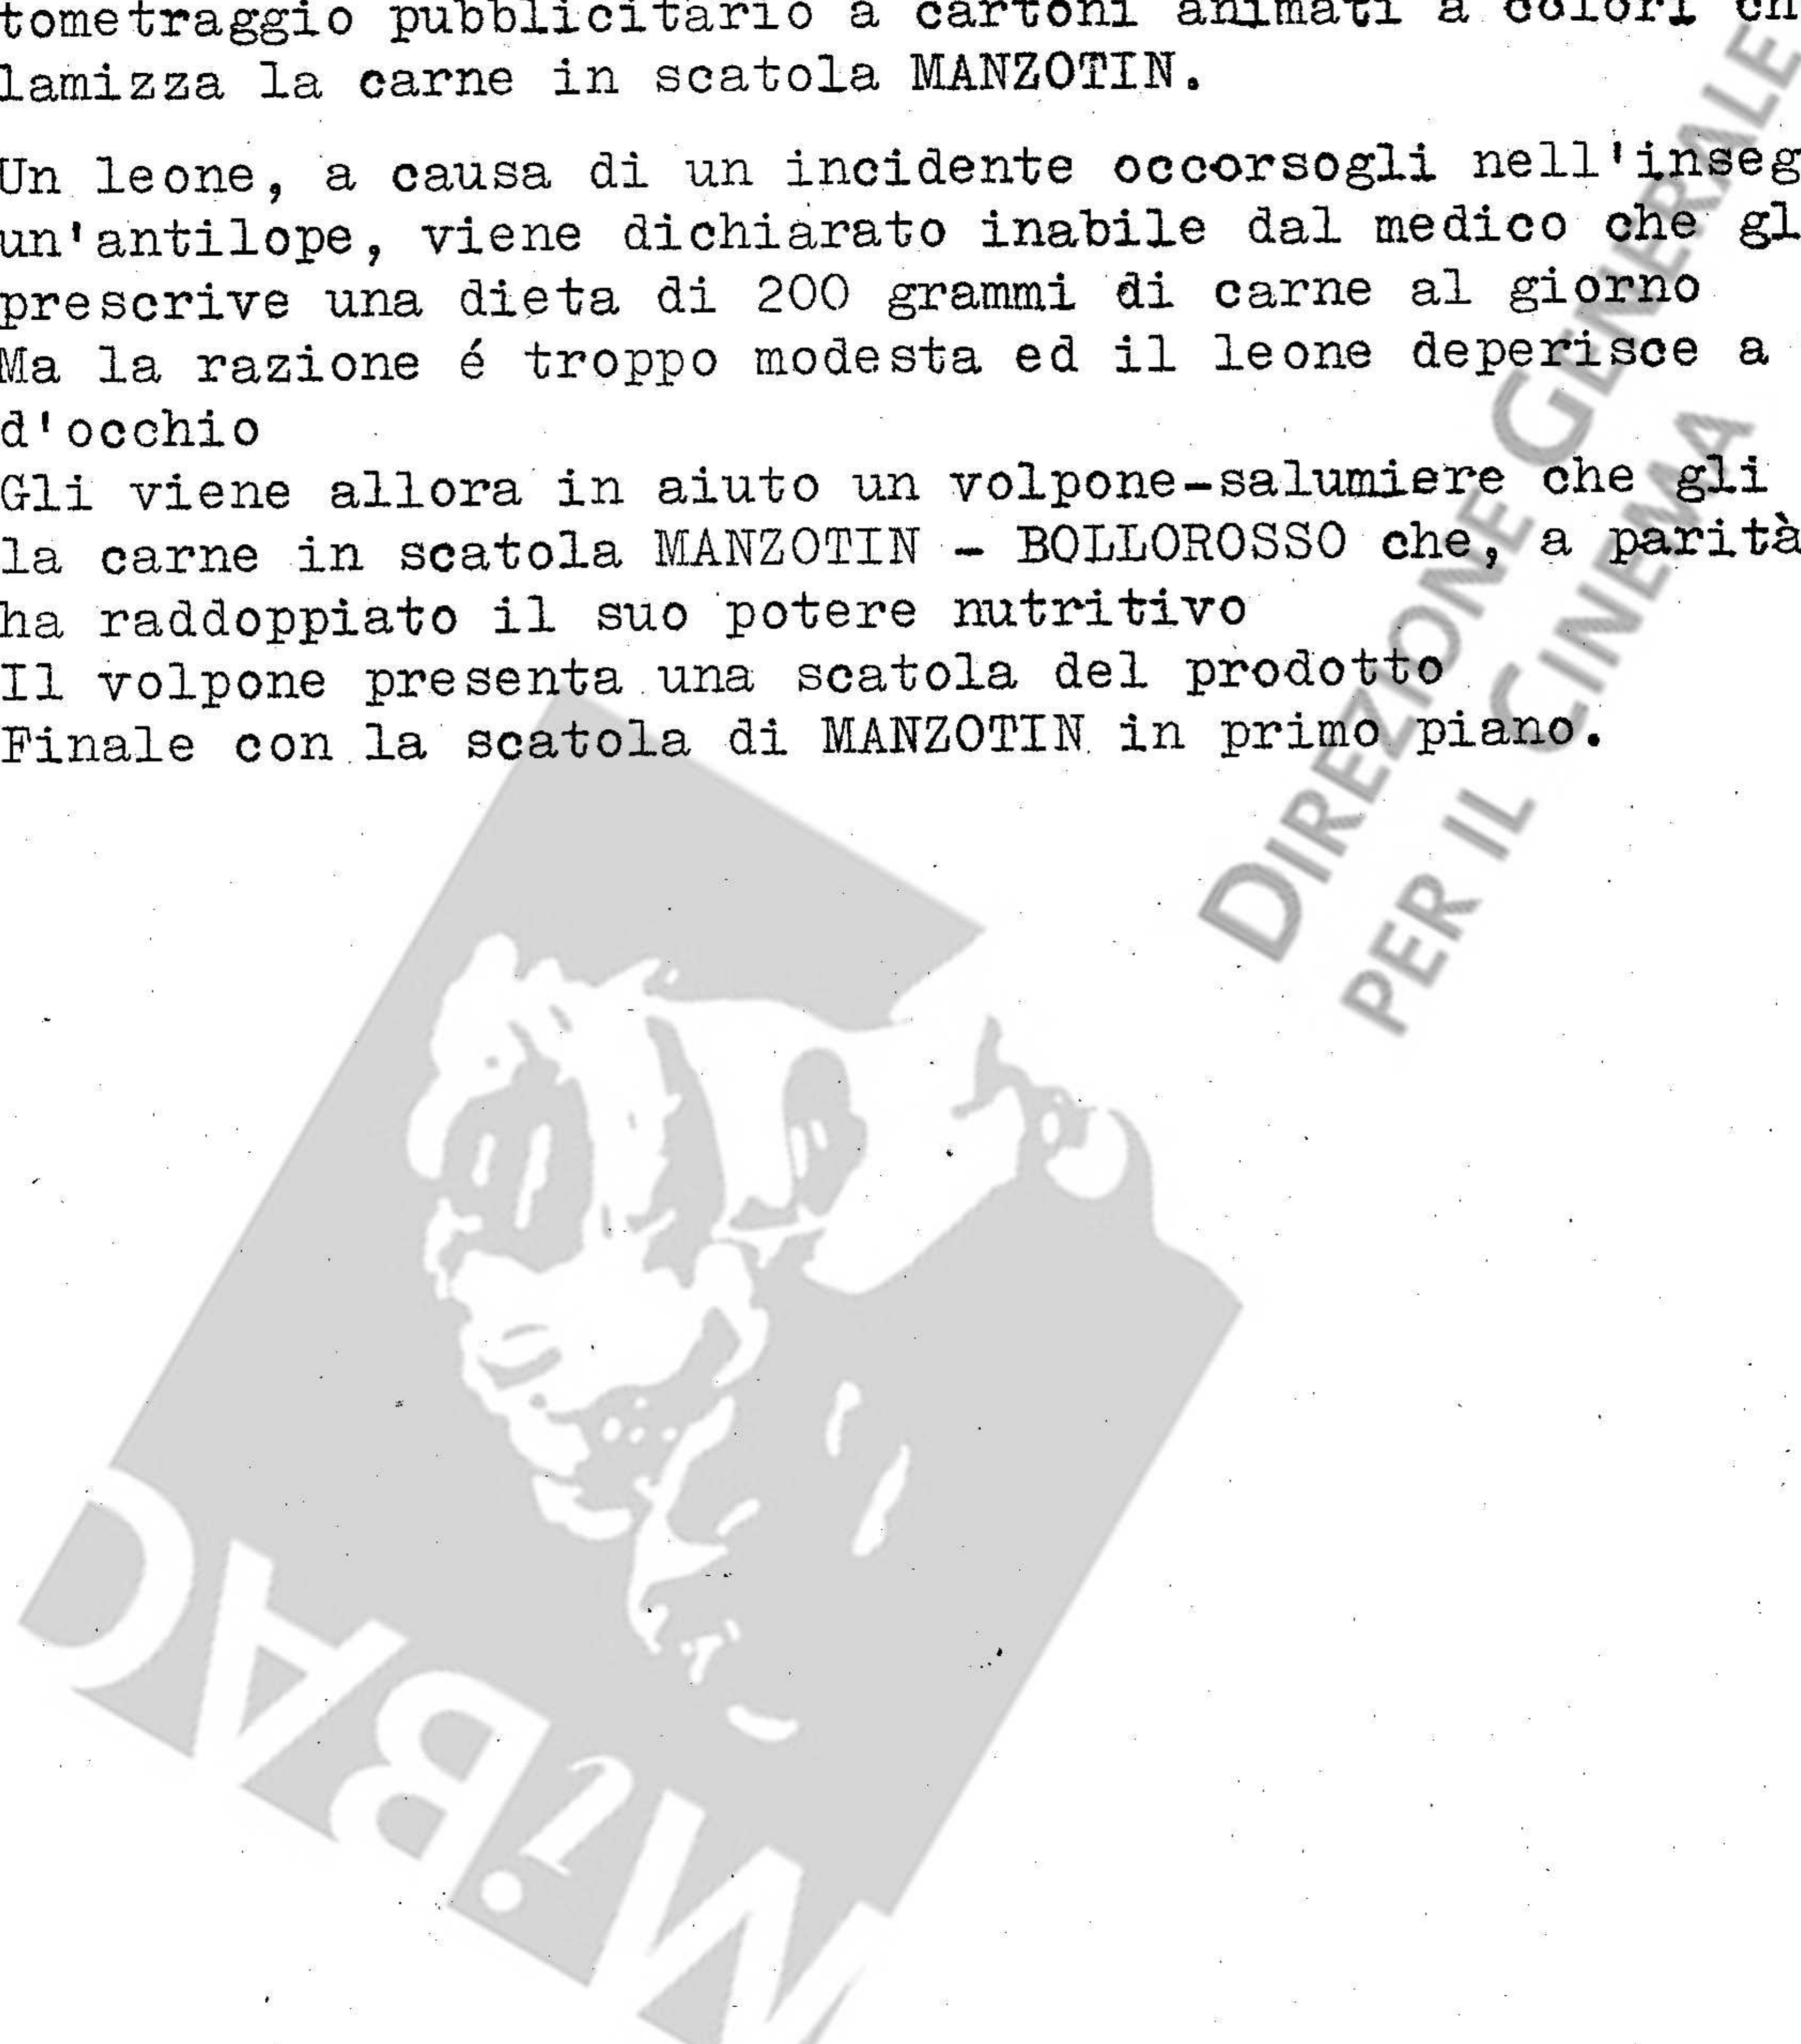 tometraggio pubblicitario a cartoni animati a colori ch
lamizza la carne in scatola MANZOTIN.
Un leone, a causa di un incidente occorsogli nell'inseg
un'antilope, viene dichiarato inabile dal medico che gl
prescrive una dieta di 200 grammi di carne al giorno
Ma la razione é troppo modesta ed il leone deperisce a
d'occhio
Gli viene allora in aiuto un volpone-salumiere che gli
la carne in scatola MANZOTIN - BOLLOROSSO che, a parità
ha raddoppiato il suo potere nutritivo
Il volpone presenta una scatola del prodotto
Finale con la scatola di MANZOTIN in primo piano.
DIREZIONE GENERALE
PER IL CINEMA
MiBAC